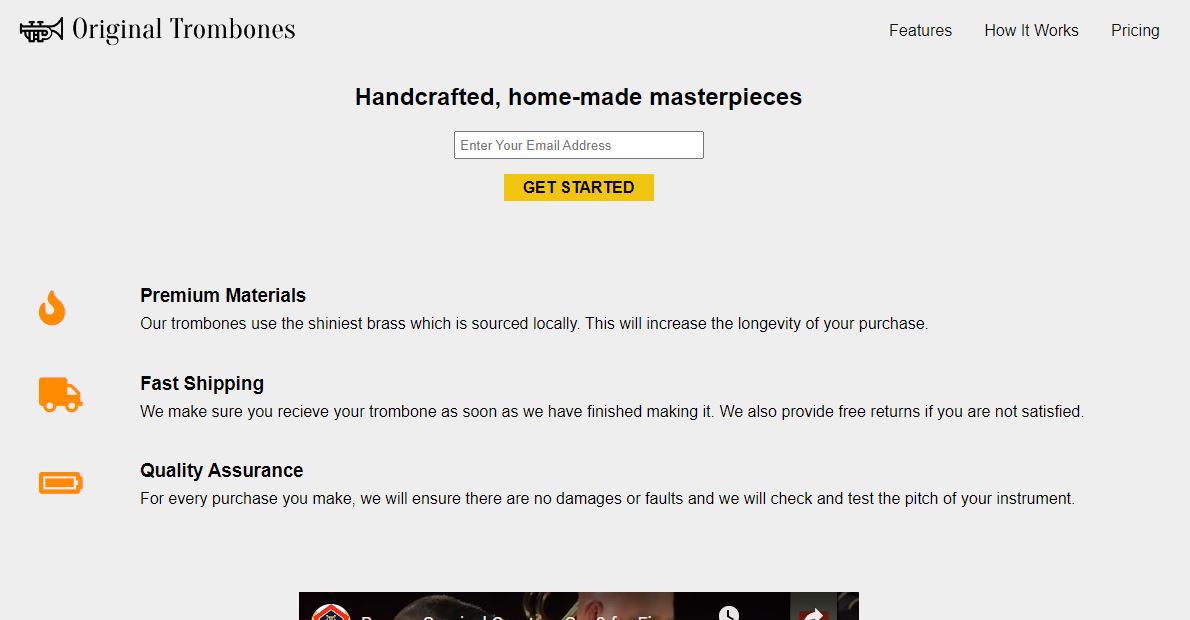 Original Trombones
Features How It Works Pricing
Handcrafted, home-made masterpieces
Enter Your Email Address
GET STARTED
Premium Materials
Our trombones use the shiniest brass which is sourced locally. This will increase the longevity of your purchase.
Fast Shipping
We make sure you recieve your trombone as soon as we have finished making it. We also provide free returns if you are not satisfied.
Quality Assurance
For every purchase you make, we will ensure there are no damages or faults and we will check and test the pitch of your instrument.